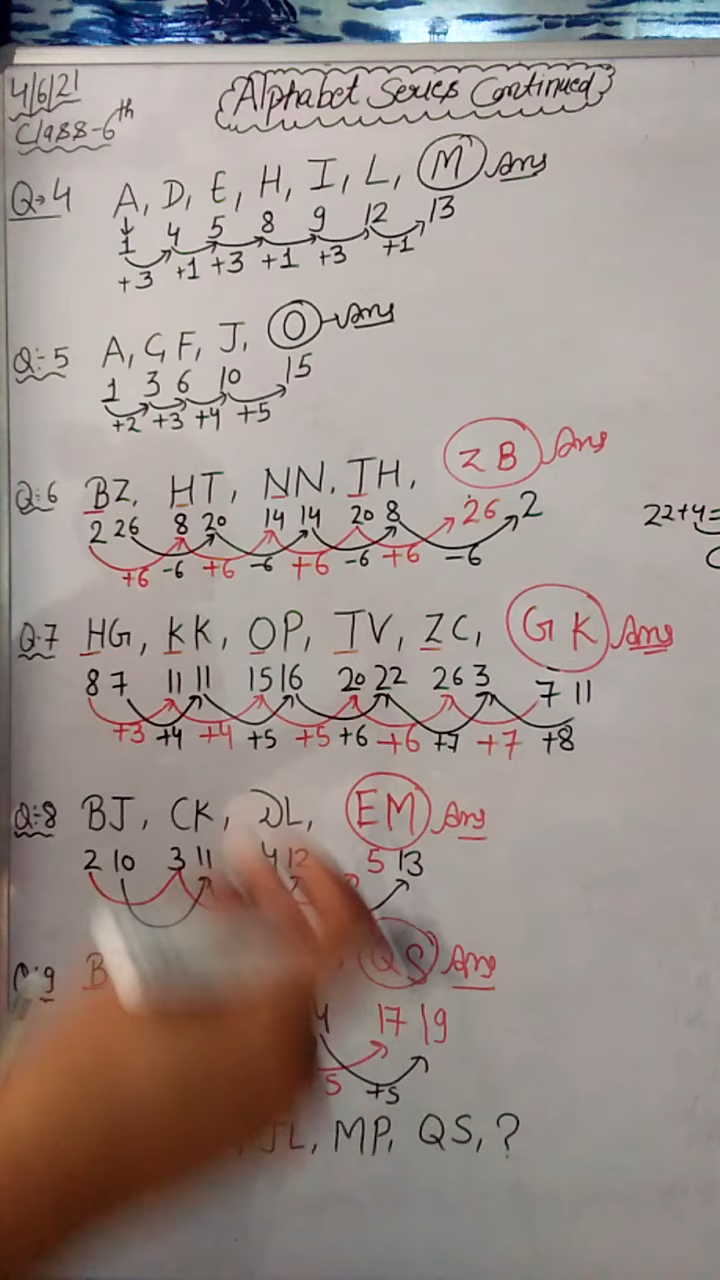 4/6/21
Class-6th
Alphabet Series Continued
Q→4 A, D, E, H, I, L, M Ans
1 4 5 8 9 12 13
+3 +1 +3 +1 +3 +1
Q:-5 A, C, F, J, O Ans
1 3 6 10 15
+2 +3 +4 +5
Q:6 BZ, HT, NN, TH, ZB Ans
2 26 8 20 14 14 20 8 26 2
22+4=
+6 -6 +6 -6 +6 -6 +6 -6
Q.7 HG, KK, OP, TV, ZC, GK Ans
8 7 11 11 15 16 20 22 26 3 7 11
+3 +4 +4 +5 +5 +6 +6 +7 +7 +8
Q:-8 BJ, CK, DL, EM Ans
2 10 3 11 4 12 5 13
Q:9 B QS Ans
4 17 19
5 +5
JL, MP, QS, ?